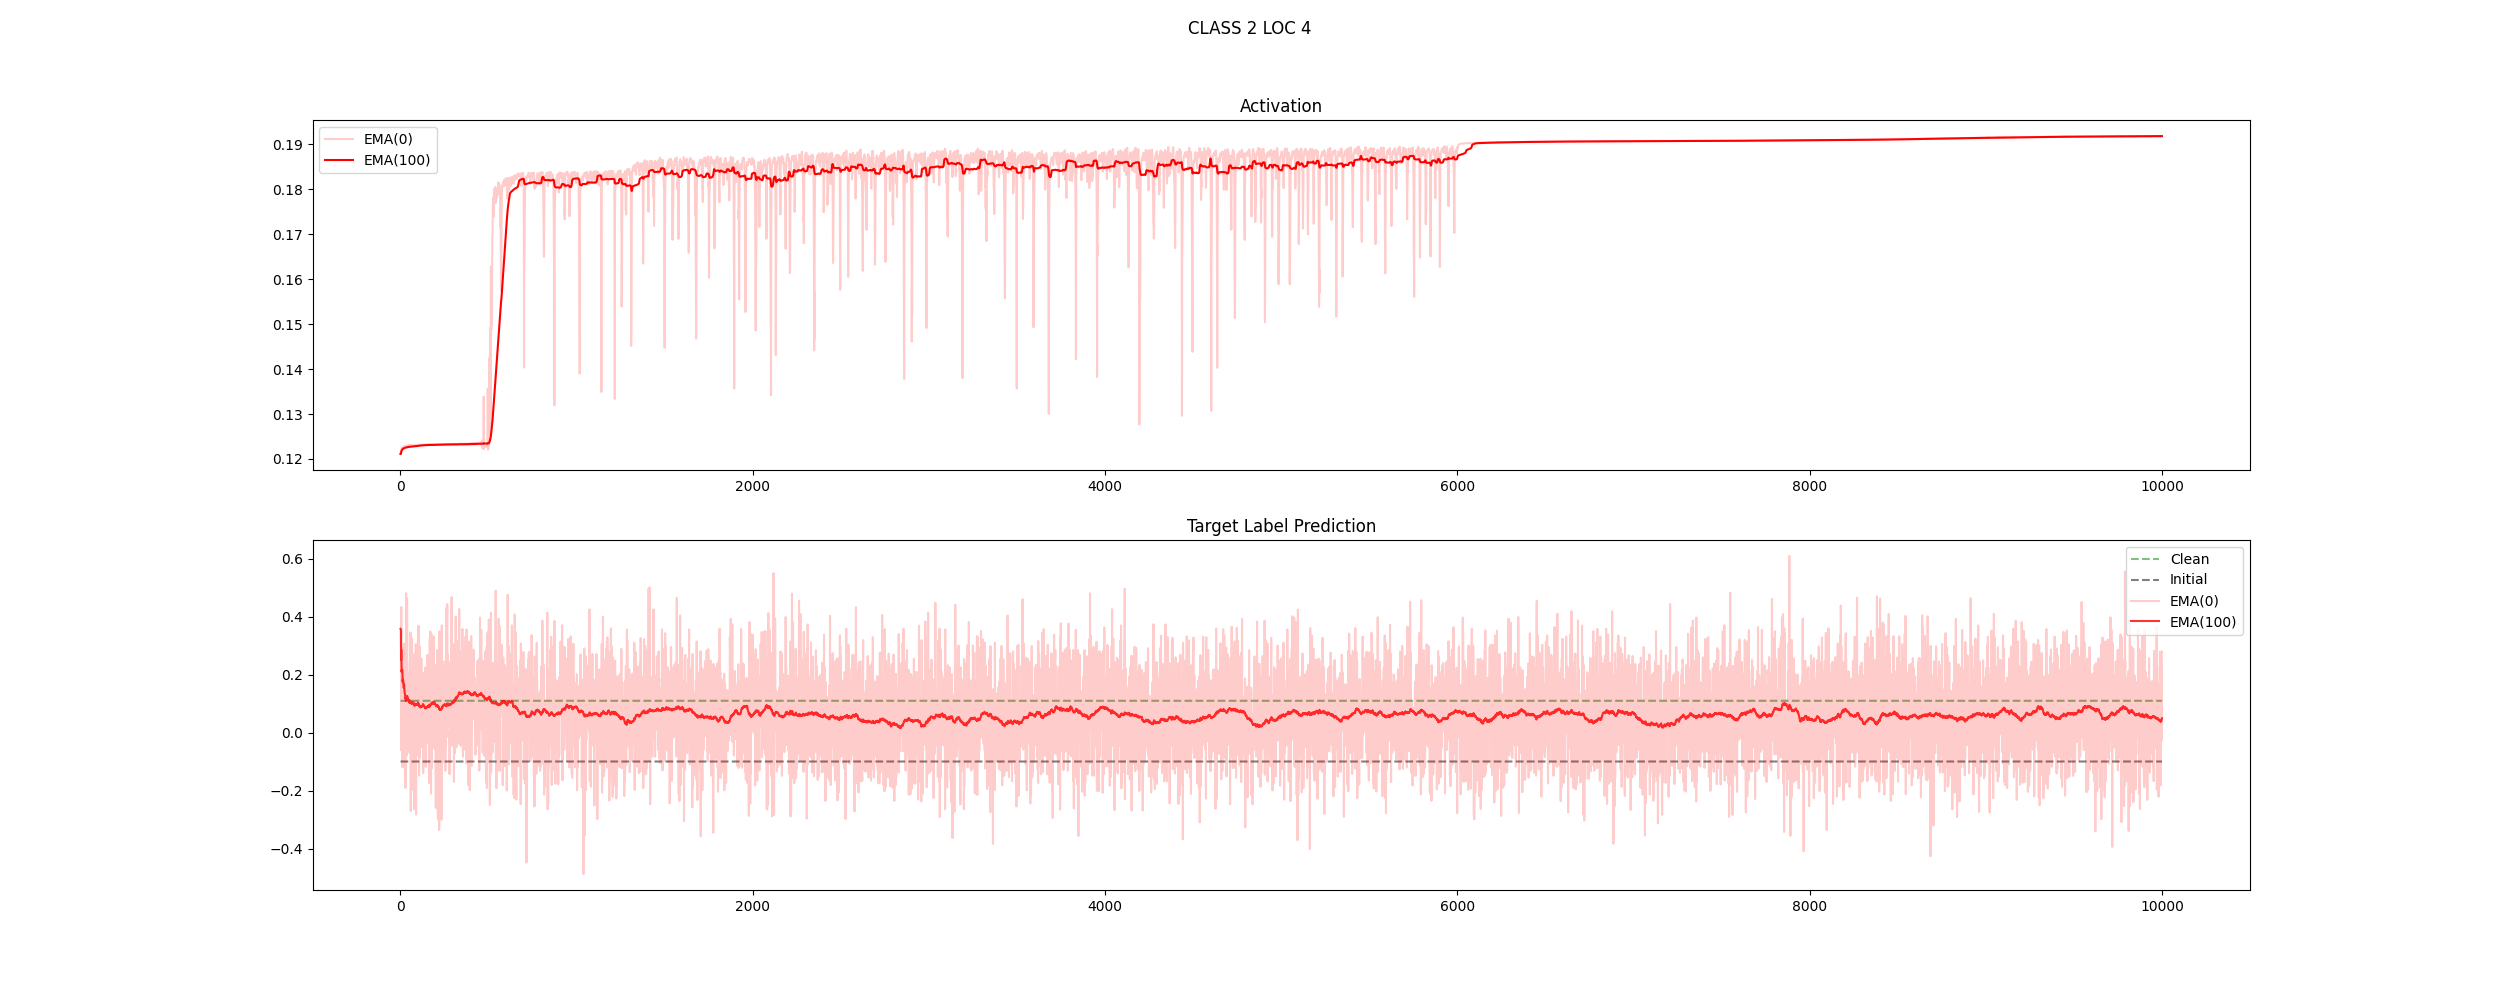 CLASS 2 LOC 4
Activation
EMA(0)
EMA(100)
0.19
0.18
0.17
0.16
0.15
0.14
0.13
0.12
0
2000
4000
6000
8000
10000
Target Label Prediction
Clean
Initial
EMA(0)
EMA(100)
0.6
0.4
0.2
0.0
−0.2
−0.4
0
2000
4000
6000
8000
10000